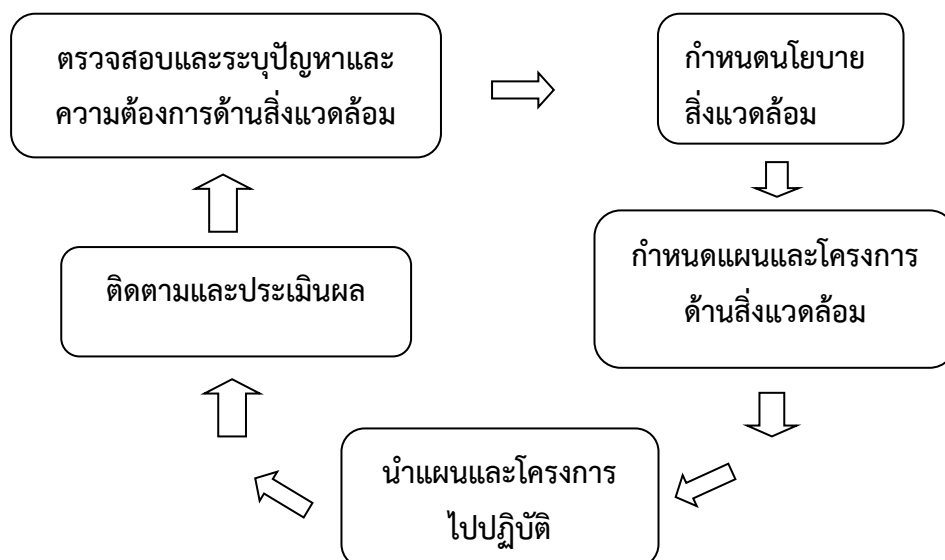 ตรวจสอบและระบุปัญหาและ
ความต้องการด้านสิ่งแวดล้อม
กำหนดนโยบาย
สิ่งแวดล้อม
กำหนดแผนและโครงการ
ด้านสิ่งแวดล้อม
นำแผนและโครงการ
ไปปฏิบัติ
ติดตามและประเมินผล